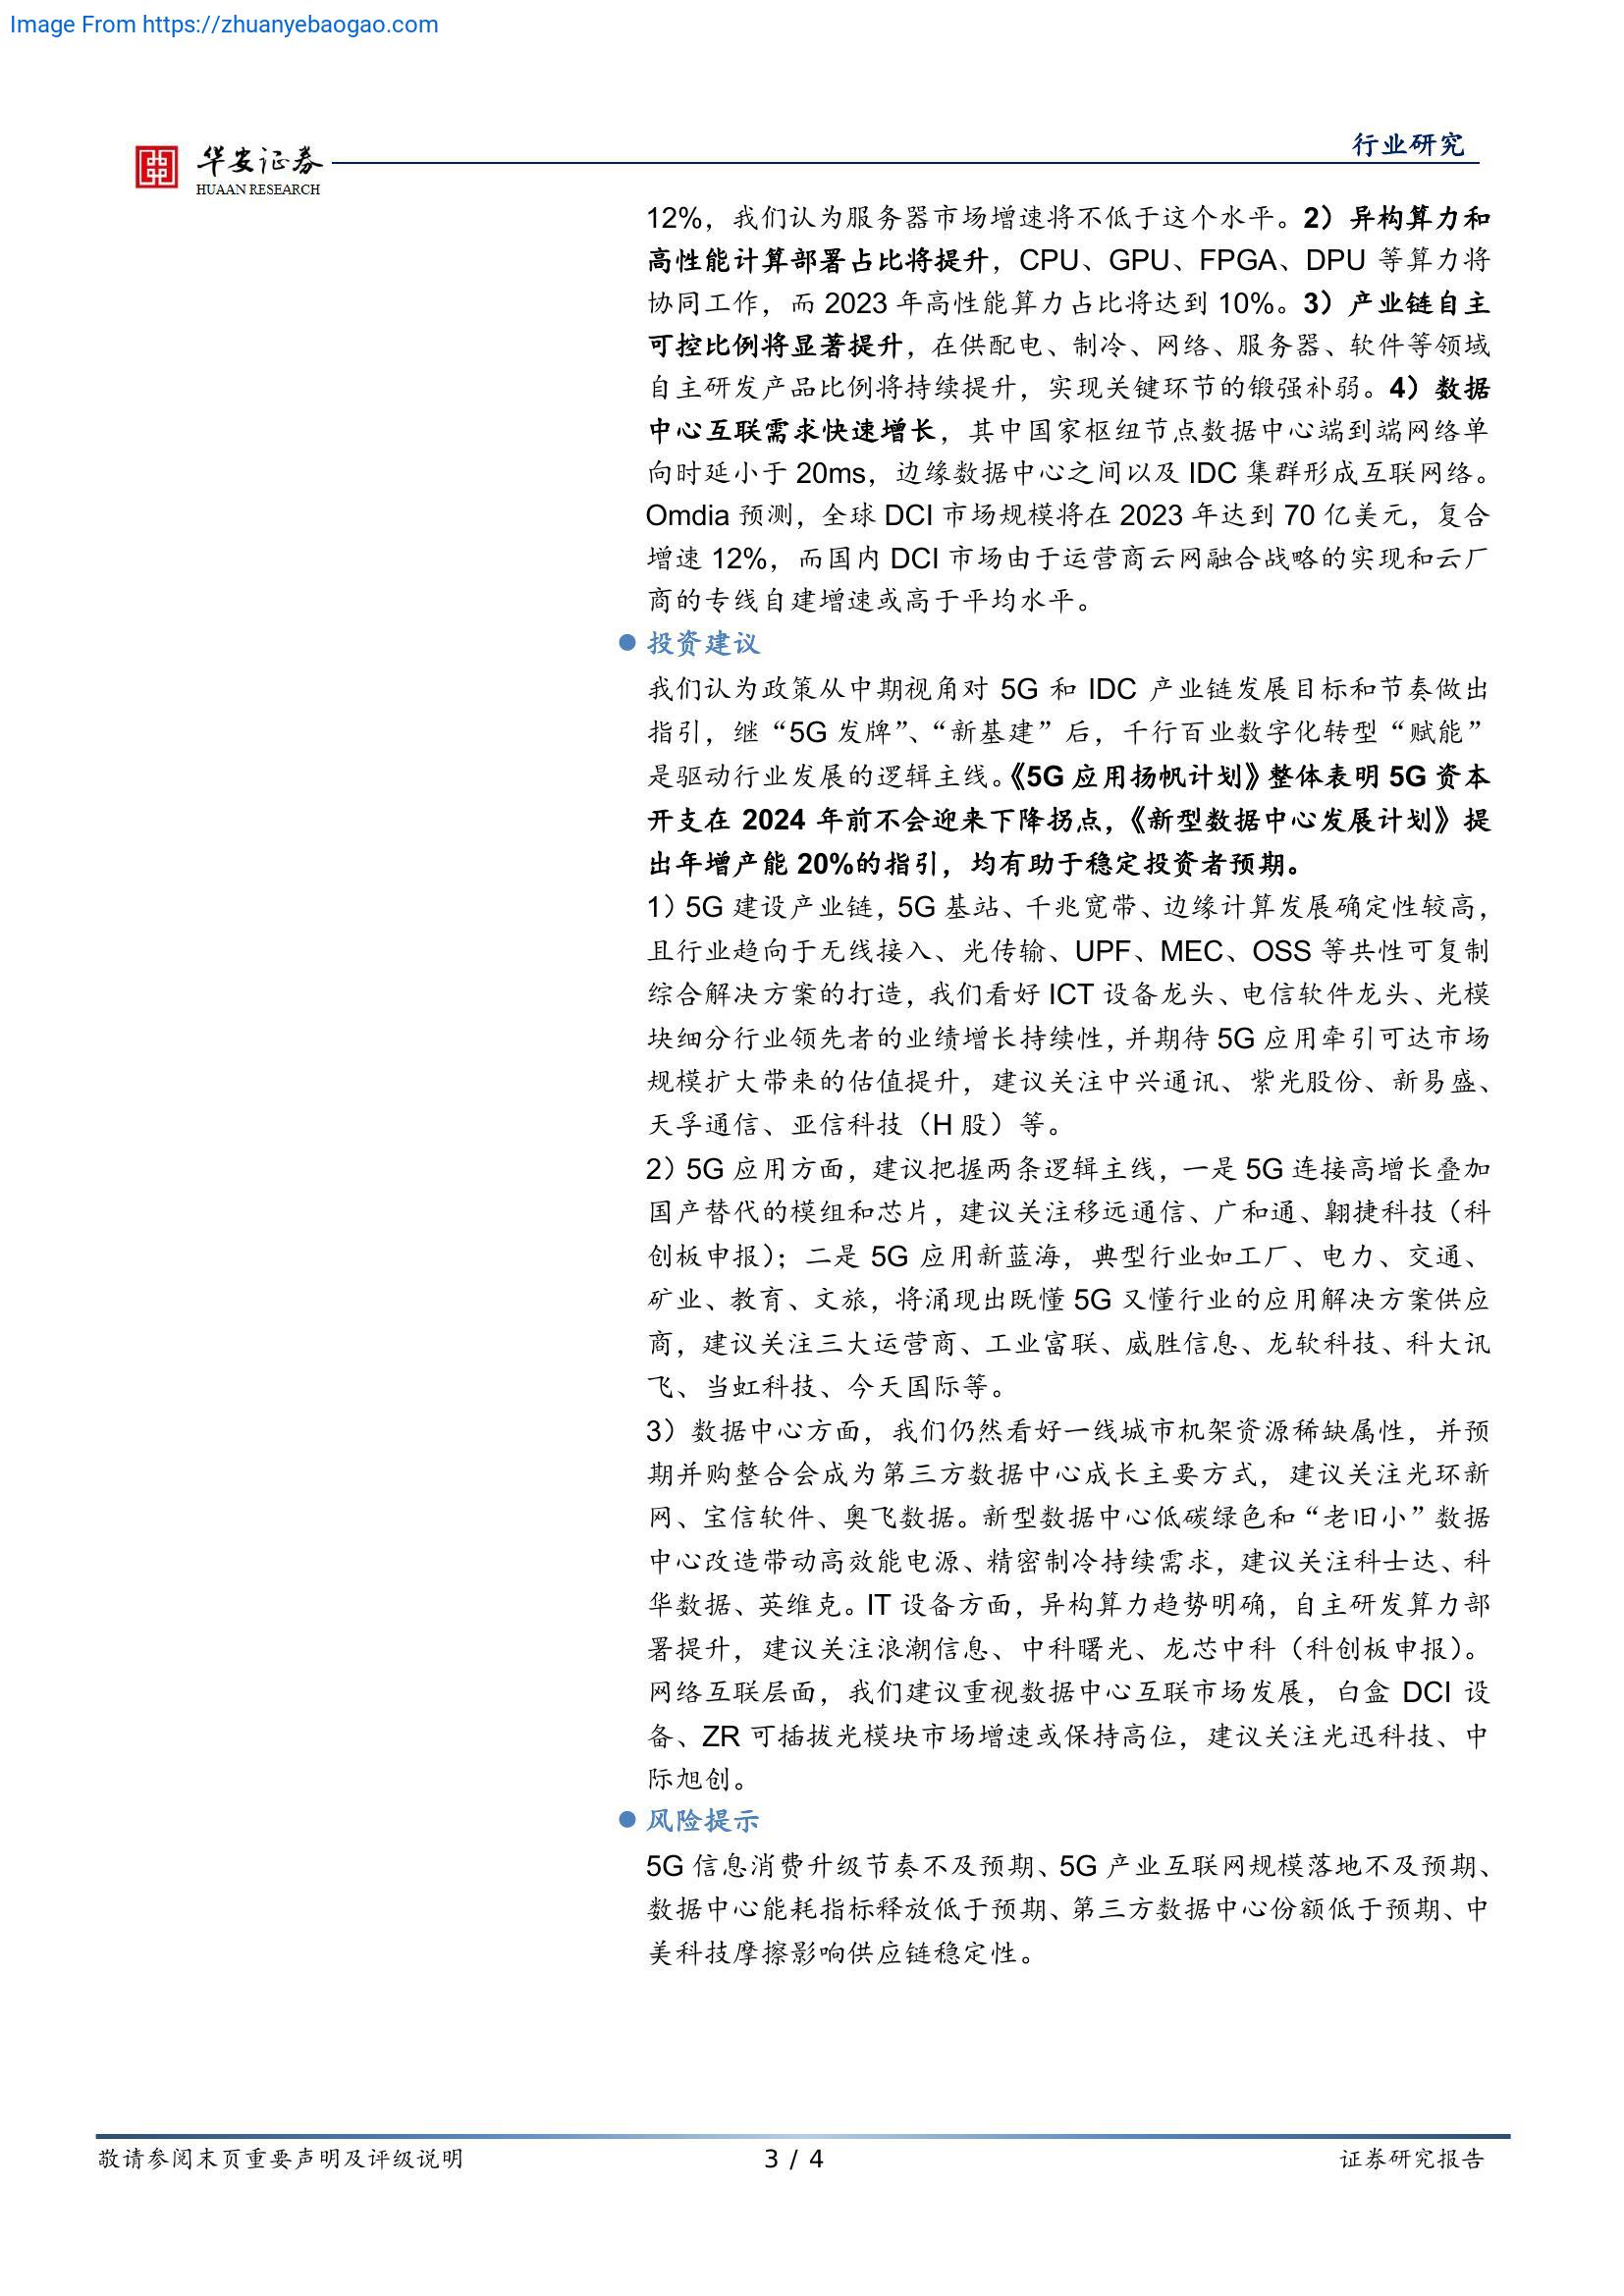 Image From https://zhuanyebaogao.com
华安证券
HUAAN RESEARCH
行业研究
12%，我们认为服务器市场增速将不低于这个水平。2）异构算力和
高性能计算部署占比将提升，CPU、GPU、FPGA、DPU 等算力将
协同工作，而 2023 年高性能算力占比将达到 10%。3）产业链自主
可控比例将显著提升，在供配电、制冷、网络、服务器、软件等领域
自主研发产品比例将持续提升，实现关键环节的锻强补弱。4）数据
中心互联需求快速增长，其中国家枢纽节点数据中心端到端网络单
向时延小于 20ms，边缘数据中心之间以及 IDC 集群形成互联网络。
Omdia 预测，全球 DCI 市场规模将在 2023 年达到 70 亿美元，复合
增速 12%，而国内 DCI 市场由于运营商云网融合战略的实现和云厂
商的专线自建增速或高于平均水平。
● 投资建议
我们认为政策从中期视角对 5G 和 IDC 产业链发展目标和节奏做出
指引，继“5G 发牌”、“新基建”后，千行百业数字化转型“赋能”
是驱动行业发展的逻辑主线。《5G 应用扬帆计划》整体表明 5G 资本
开支在 2024 年前不会迎来下降拐点，《新型数据中心发展计划》提
出年增产能 20%的指引，均有助于稳定投资者预期。
1）5G 建设产业链，5G 基站、千兆宽带、边缘计算发展确定性较高，
且行业趋向于无线接入、光传输、UPF、MEC、OSS 等共性可复制
综合解决方案的打造，我们看好 ICT 设备龙头、电信软件龙头、光模
块细分行业领先者的业绩增长持续性，并期待 5G 应用牵引可达市场
规模扩大带来的估值提升，建议关注中兴通讯、紫光股份、新易盛、
天孚通信、亚信科技（H 股）等。
2）5G 应用方面，建议把握两条逻辑主线，一是 5G 连接高增长叠加
国产替代的模组和芯片，建议关注移远通信、广和通、翱捷科技（科
创板申报）；二是 5G 应用新蓝海，典型行业如工厂、电力、交通、
矿业、教育、文旅，将涌现出既懂 5G 又懂行业的应用解决方案供应
商，建议关注三大运营商、工业富联、威胜信息、龙软科技、科大讯
飞、当虹科技、今天国际等。
3）数据中心方面，我们仍然看好一线城市机架资源稀缺属性，并预
期并购整合会成为第三方数据中心成长主要方式，建议关注光环新
网、宝信软件、奥飞数据。新型数据中心低碳绿色和“老旧小”数据
中心改造带动高效能电源、精密制冷持续需求，建议关注科士达、科
华数据、英维克。IT 设备方面，异构算力趋势明确，自主研发算力部
署提升，建议关注浪潮信息、中科曙光、龙芯中科（科创板申报）。
网络互联层面，我们建议重视数据中心互联市场发展，白盒 DCI 设
备、ZR 可插拔光模块市场增速或保持高位，建议关注光迅科技、中
际旭创。
● 风险提示
5G 信息消费升级节奏不及预期、5G 产业互联网规模落地不及预期、
数据中心能耗指标释放低于预期、第三方数据中心份额低于预期、中
美科技摩擦影响供应链稳定性。
敬请参阅末页重要声明及评级说明
3 / 4
证券研究报告